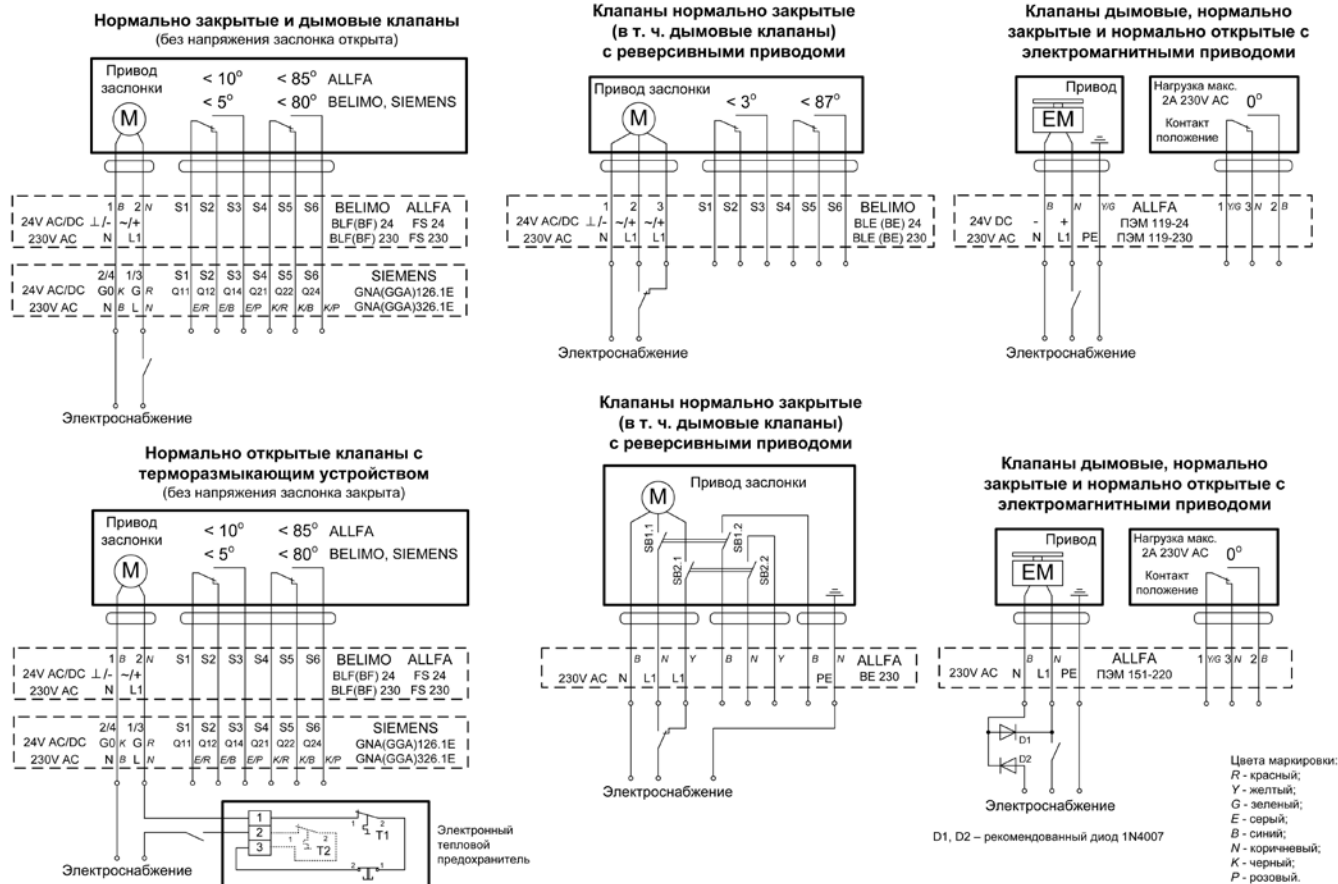 Нормально закрытые и дымовые клапаны
(без напряжения заслонка открыта)
Привод
заслонки
< 10° < 85° ALLFA
< 5° < 80° BELIMO, SIEMENS
M
1 B 2 N S1 S2 S3 S4 S5 S6 BELIMO ALLFA
24V AC/DC ⊥/- ~/+ BLF(BF) 24 FS 24
230V AC N L1 BLF(BF) 230 FS 230
2/4 1/3 S1 S2 S3 S4 S5 S6 SIEMENS
24V AC/DC G0 K G R Q11 Q12 Q14 Q21 Q22 Q24 GNA(GGA)126.1E
230V AC N B L N E/R E/B E/P K/R K/B K/P GNA(GGA)326.1E
Электроснабжение
Клапаны нормально закрытые
(в т. ч. дымовые клапаны)
с реверсивные приводоми
Привод заслонки < 3° < 87°
M
1 2 3 S1 S2 S3 S4 S5 S6 BELIMO
24V AC/DC ⊥/- ~/+ ~/+ BLE (BE) 24
230V AC N L1 L1 BLE (BE) 230
Электроснабжение
Клапаны дымовые, нормально
закрытые и нормально открытые с
электромагнитными приводоми
Привод
EM
Нагрузка макс.
2A 230V AC 0°
Контакт
положение
B N Y/G ALLFA 1 Y/G 3 N 2 B
24V DC - + ПЭМ 119-24
230V AC N L1 PE ПЭМ 119-230
Электроснабжение
Нормально открытые клапаны с
терморазмыкающим устройством
(без напряжения заслонка закрыта)
Привод
заслонки
< 10° < 85° ALLFA
< 5° < 80° BELIMO, SIEMENS
M
1 B 2 N S1 S2 S3 S4 S5 S6 BELIMO ALLFA
24V AC/DC ⊥/- ~/+ BLF(BF) 24 FS 24
230V AC N L1 BLF(BF) 230 FS 230
2/4 1/3 S1 S2 S3 S4 S5 S6 SIEMENS
24V AC/DC G0 K G R Q11 Q12 Q14 Q21 Q22 Q24 GNA(GGA)126.1E
230V AC N B L N E/R E/B E/P K/R K/B K/P GNA(GGA)326.1E
1
2
3
1 2 T1
1 2 T2
2 1
Электронный
тепловой
предохранитель
Электроснабжение
Клапаны нормально закрытые
(в т. ч. дымовые клапаны)
с реверсивными приводоми
Привод заслонки
M
SB1.1 SB1.2
SB2.1 SB2.2
B N Y B N Y B N ALLFA
230V AC N L1 L1 PE BE 230
Электроснабжение
Клапаны дымовые, нормально
закрытые и нормально открытые с
электромагнитными приводоми
Привод
EM
Нагрузка макс.
2A 230V AC 0°
Контакт
положение
B N ALLFA 1 Y/G 3 N 2 B
230V AC N L1 PE ПЭМ 151-220
D1
D2
Электроснабжение
D1, D2 – рекомендованный диод 1N4007
Цвета маркировки:
R - красный;
Y - желтый;
G - зеленый;
E - серый;
B - синий;
N - коричневый;
K - черный;
P - розовый.